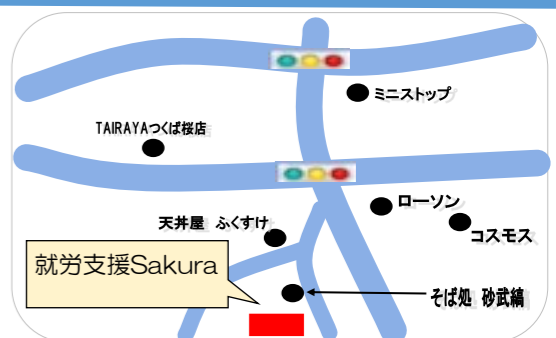 ミニストップ
TAIRAYAつくば桜店
ローソン
天丼屋 ふくすけ
コスモス
就労支援Sakura
そば処 砂武縞